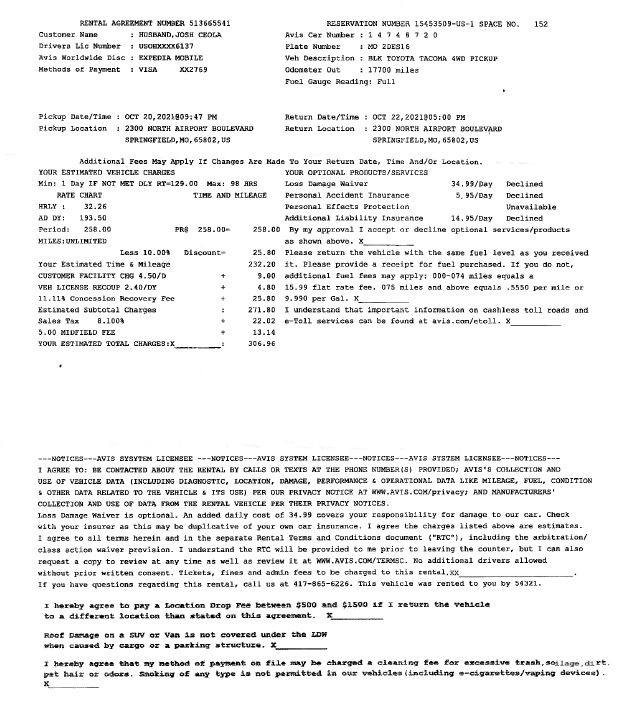 RENTAL AGREEMENT NUMBER 513665541
RESERVATION NUMBER 15453509-US-1 SPACE NO. 152
Customer Name : HUSBAND,JOSH CEOLA
Avis Car Number : 1 4 7 4 8 7 2 0
Drivers Lic Number : USOHXXXX6137
Plate Number : MO 2DES16
Avis Worldwide Disc : EXPEDIA MOBILE
Veh Description : BLK TOYOTA TACOMA 4WD PICKUP
Methods of Payment : VISA XX2769
Odometer Out : 17700 miles
Fuel Gauge Reading: Full
Pickup Date/Time : OCT 20,2021@09:47 PM
Return Date/Time : OCT 22,2021@05:00 PM
Pickup Location : 2300 NORTH AIRPORT BOULEVARD
Return Location : 2300 NORTH AIRPORT BOULEVARD
SPRINGFIELD,MO,65802,US
SPRINGFIELD,MO,65802,US
Additional Fees May Apply If Changes Are Made To Your Return Date, Time And/Or Location.
YOUR ESTIMATED VEHICLE CHARGES
YOUR OPTIONAL PRODUCTS/SERVICES
Min: 1 Day IF NOT MET DLY RT=129.00 Max: 98 HRS
Loss Damage Waiver 34.99/Day Declined
RATE CHART TIME AND MILEAGE
Personal Accident Insurance 5.95/Day Declined
HRLY : 32.26
Personal Effects Protection Unavailable
AD DY: 193.50
Additional Liability Insurance 14.95/Day Declined
Period: 258.00 PR@ 258.00= 258.00
By my approval I accept or decline optional services/products
MILES:UNLIMITED
as shown above. X
Less 10.00% Discount= 25.80
Please return the vehicle with the same fuel level as you received
Your Estimated Time & Mileage 232.20
it. Please provide a receipt for fuel purchased. If you do not,
CUSTOMER FACILITY CHG 4.50/D + 9.00
additional fuel fees may apply: 000-074 miles equals a
VEH LICENSE RECOUP 2.40/DY + 4.80
15.99 flat rate fee. 075 miles and above equals .5550 per mile or
11.11% Concession Recovery Fee + 25.80
9.990 per Gal. X
Estimated Subtotal Charges : 271.80
I understand that important information on cashless toll roads and
Sales Tax 8.100% + 22.02
e-Toll services can be found at avis.com/etoll. X
5.00 MIDFIELD FEE + 13.14
YOUR ESTIMATED TOTAL CHARGES:X : 306.96
---NOTICES---AVIS SYSYTEM LICENSEE ---NOTICES---AVIS SYSTEM LICENSEE---NOTICES---AVIS SYSTEM LICENSEE---NOTICES---
I AGREE TO: BE CONTACTED ABOUT THE RENTAL BY CALLS OR TEXTS AT THE PHONE NUMBER(S) PROVIDED; AVIS'S COLLECTION AND
USE OF VEHICLE DATA (INCLUDING DIAGNOSTIC, LOCATION, DAMAGE, PERFORMANCE & OPERATIONAL DATA LIKE MILEAGE, FUEL, CONDITION
& OTHER DATA RELATED TO THE VEHICLE & ITS USE) PER OUR PRIVACY NOTICE AT WWW.AVIS.COM/privacy; AND MANUFACTURERS'
COLLECTION AND USE OF DATA FROM THE RENTAL VEHICLE PER THEIR PRIVACY NOTICES.
Loss Damage Waiver is optional. An added daily cost of 34.99 covers your responsibility for damage to our car. Check
with your insurer as this may be duplicative of your own car insurance. I agree the charges listed above are estimates.
I agree to all terms herein and in the separate Rental Terms and Conditions document ("RTC"), including the arbitration/
class action waiver provision. I understand the RTC will be provided to me prior to leaving the counter, but I can also
request a copy to review at any time as well as review it at WWW.AVIS.COM/TERMSC. No additional drivers allowed
without prior written consent. Tickets, fines and admin fees to be charged to this rental.XX.
If you have questions regarding this rental, call us at 417-865-6226. This vehicle was rented to you by 54321.
I hereby agree to pay a Location Drop Fee between $500 and $1500 if I return the vehicle
to a different location than stated on this agreement. X
Roof Damage on a SUV or Van is not covered under the LDW
when caused by cargo or a parking structure. X
I hereby agree that my method of payment on file may be charged a cleaning fee for excessive trash,soilage,dirt.
pet hair or odors. Smoking of any type is not permitted in our vehicles(including e-cigarettes/vaping devices).
X